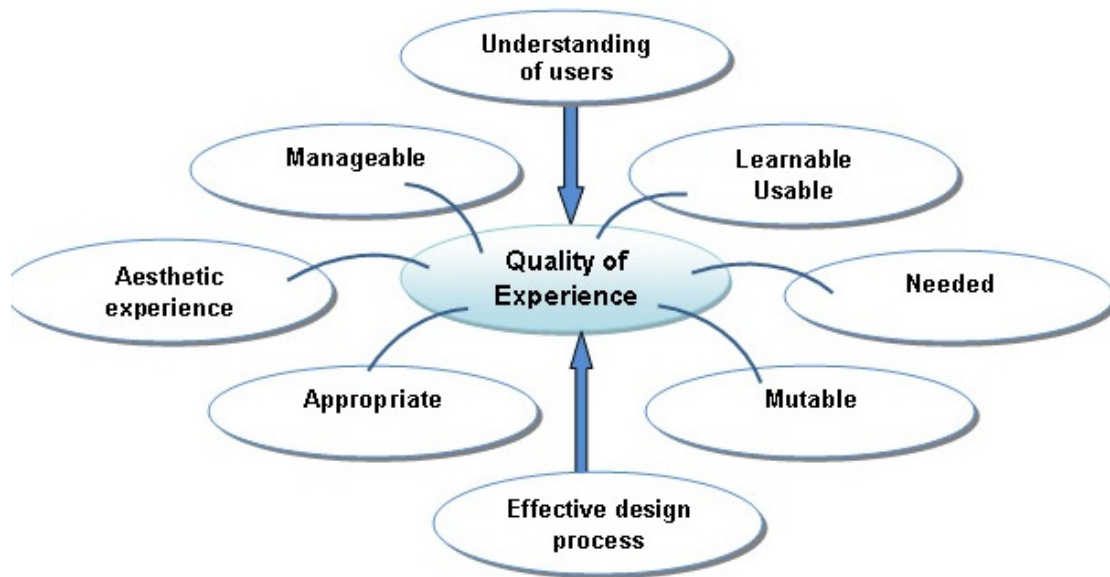 Understanding
of users
Manageable
Learnable
Usable
Aesthetic
experience
Quality of
Experience
Needed
Appropriate
Mutable
Effective design
process